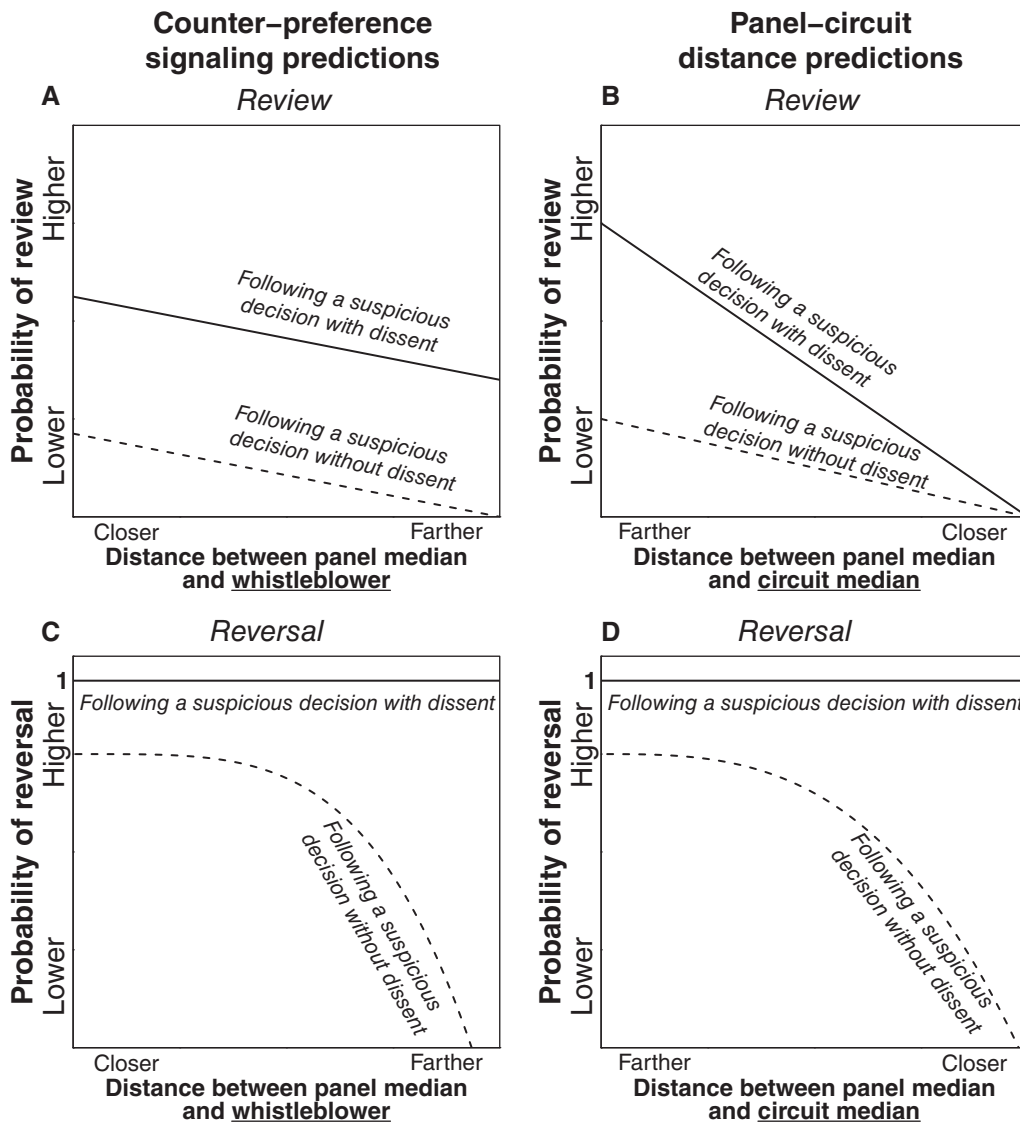 Counter–preference
signaling predictions
Panel–circuit
distance predictions
A
Review
Probability of review
Lower
Higher
Following a suspicious
decision with dissent
Following a suspicious
decision without dissent
Closer
Farther
Distance between panel median
and whistleblower
B
Review
Probability of review
Lower
Higher
Following a suspicious
decision with dissent
Following a suspicious
decision without dissent
Farther
Closer
Distance between panel median
and circuit median
C
Reversal
Probability of reversal
Lower
Higher
1
Following a suspicious decision with dissent
Following a suspicious
decision without dissent
Closer
Farther
Distance between panel median
and whistleblower
D
Reversal
Probability of reversal
Lower
Higher
1
Following a suspicious decision with dissent
Following a suspicious
decision without dissent
Farther
Closer
Distance between panel median
and circuit median